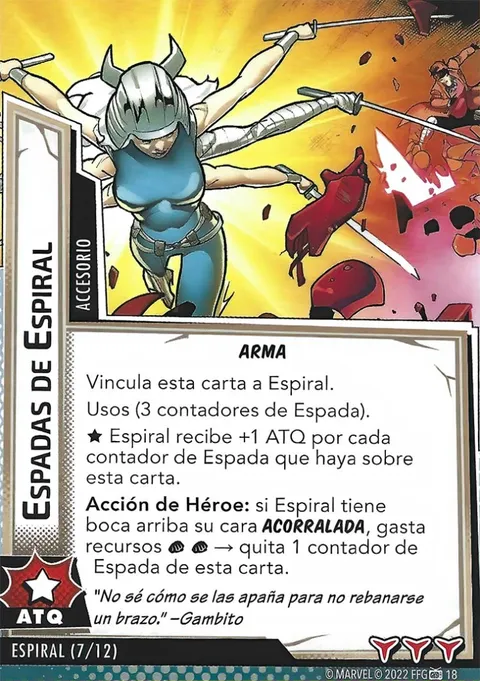 ESPADAS DE ESPIRAL
ACCESORIO
ARMA
Vincula esta carta a Espiral.
Usos (3 contadores de Espada).
★ Espiral recibe +1 ATQ por cada
contador de Espada que haya sobre
esta carta.
Acción de Héroe: si Espiral tiene
boca arriba su cara ACORRALADA, gasta
recursos → quita 1 contador de
Espada de esta carta.
"No sé cómo se las apaña para no rebanarse
un brazo." –Gambito
★
ATQ
ESPIRAL (7/12)
© MARVEL © 2022 FFG 18